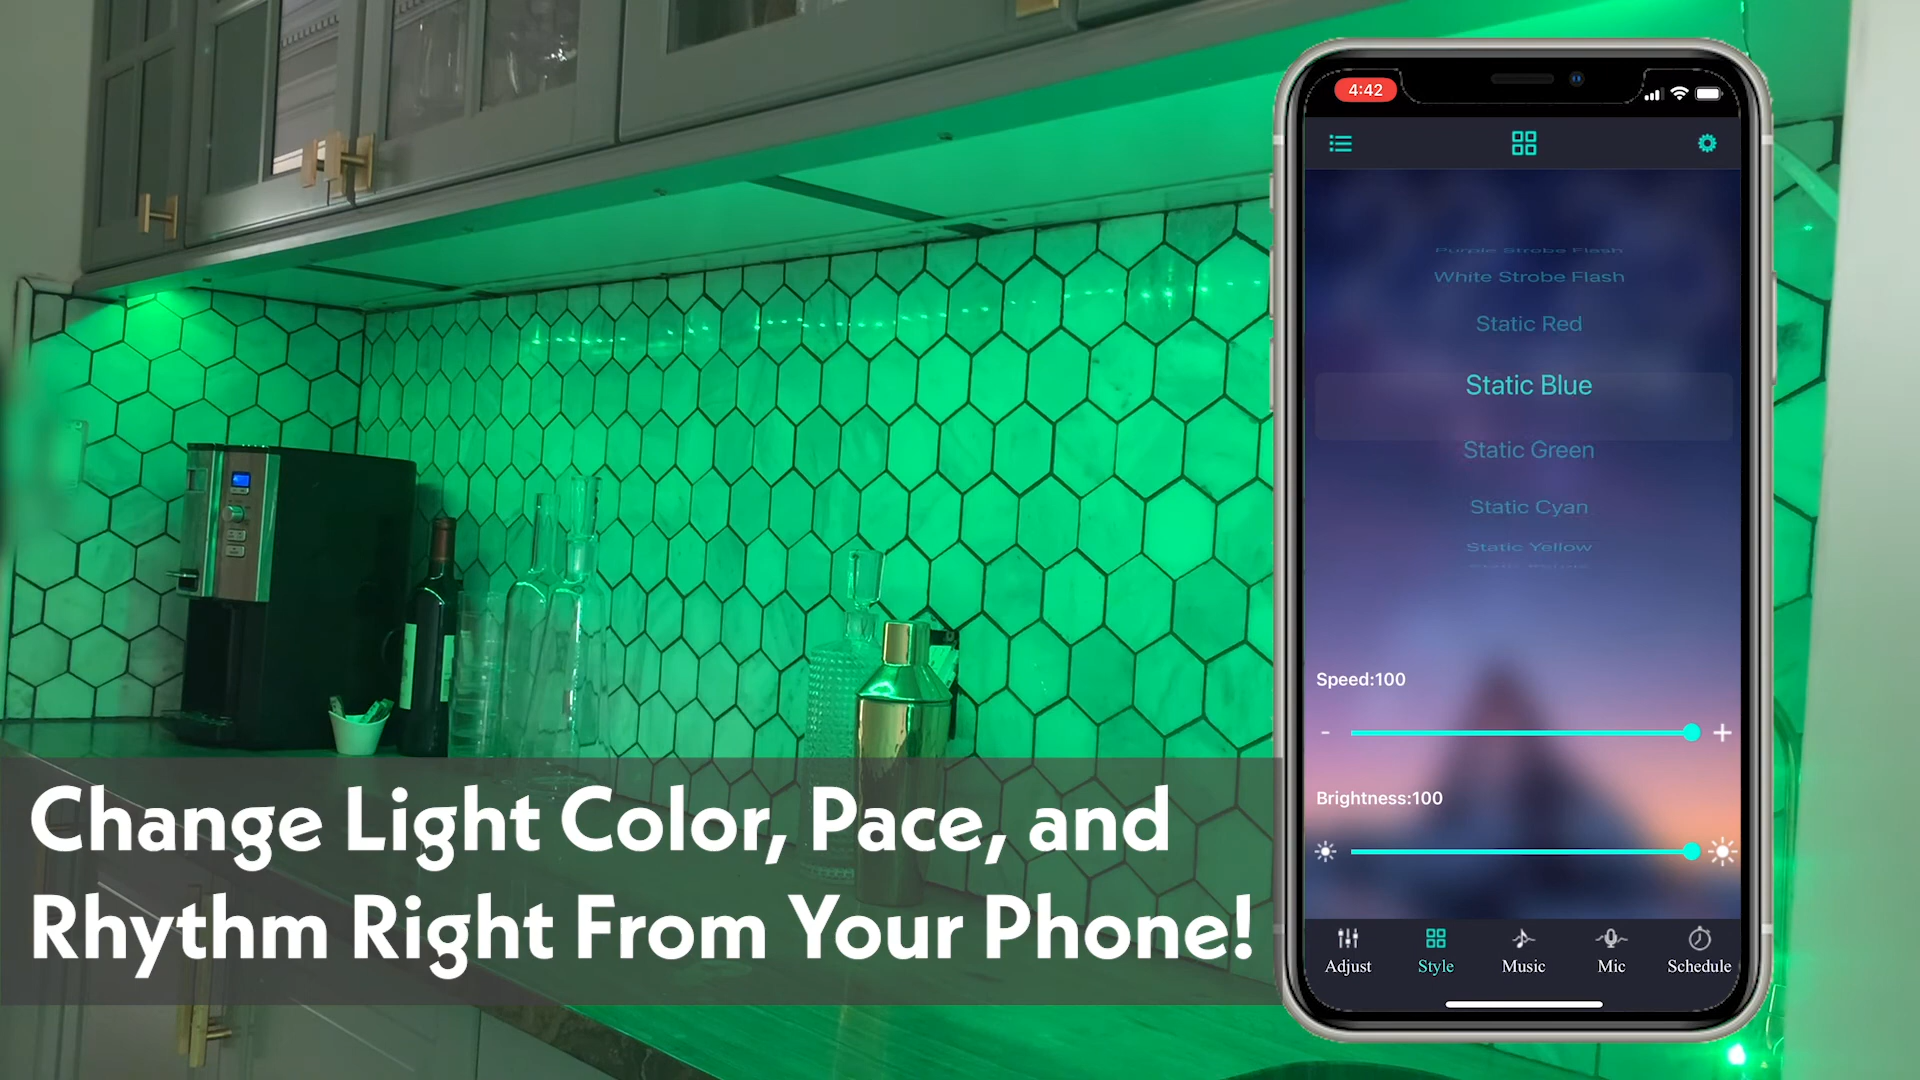 4:42
Purple Strobe Flash
White Strobe Flash
Static Red
Static Blue
Static Green
Static Cyan
Static Yellow
Speed:100
- +
Brightness:100
Adjust Style Music Mic Schedule
Change Light Color, Pace, and
Rhythm Right From Your Phone!